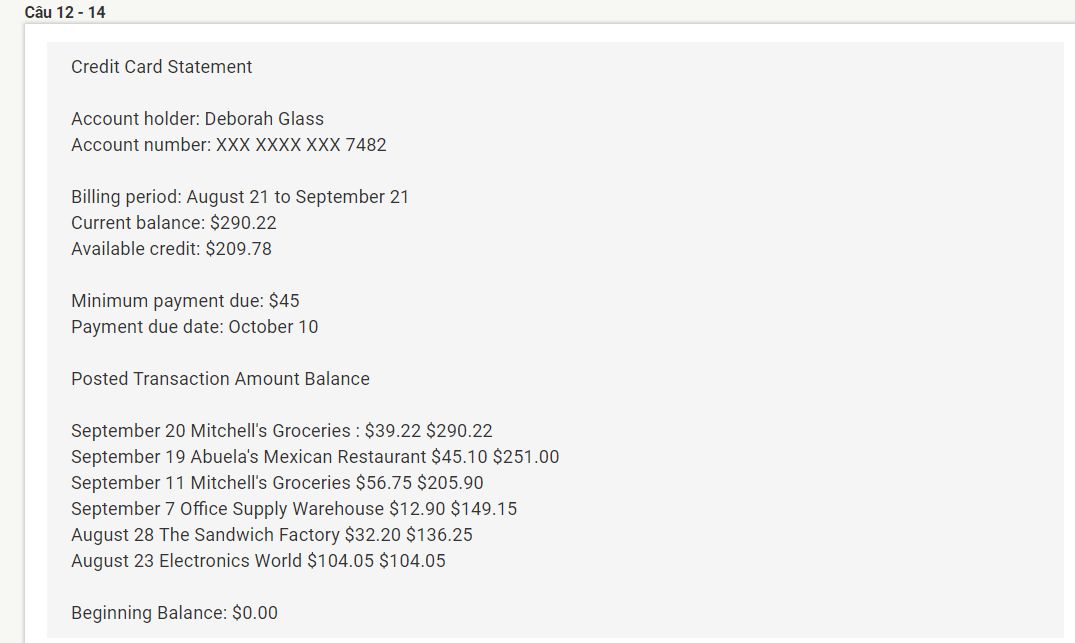 Câu 12 - 14
Credit Card Statement
Account holder: Deborah Glass
Account number: XXX XXXX XXX 7482
Billing period: August 21 to September 21
Current balance: $290.22
Available credit: $209.78
Minimum payment due: $45
Payment due date: October 10
Posted Transaction Amount Balance
September 20 Mitchell's Groceries : $39.22 $290.22
September 19 Abuela's Mexican Restaurant $45.10 $251.00
September 11 Mitchell's Groceries $56.75 $205.90
September 7 Office Supply Warehouse $12.90 $149.15
August 28 The Sandwich Factory $32.20 $136.25
August 23 Electronics World $104.05 $104.05
Beginning Balance: $0.00